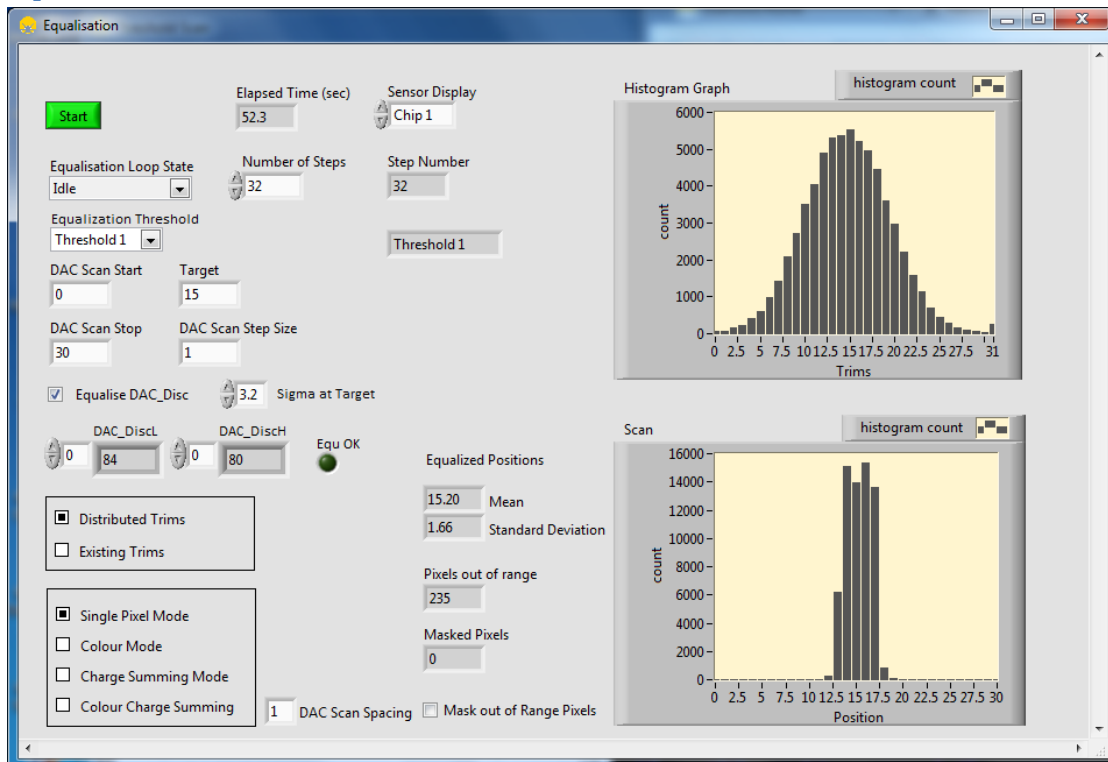 Equalisation
Start
Elapsed Time (sec)
52.3
Sensor Display
Chip 1
Equalisation Loop State
Idle
Number of Steps
32
Step Number
32
Equalization Threshold
Threshold 1
Threshold 1
DAC Scan Start
0
Target
15
DAC Scan Stop
30
DAC Scan Step Size
1
Equalise DAC_Disc
3.2 Sigma at Target
DAC_DiscL
0 84
DAC_DiscH
0 80
Equ OK
Distributed Trims
Existing Trims
Single Pixel Mode
Colour Mode
Charge Summing Mode
Colour Charge Summing
1 DAC Scan Spacing
Mask out of Range Pixels
Equalized Positions
15.20 Mean
1.66 Standard Deviation
Pixels out of range
235
Masked Pixels
0
Histogram Graph
histogram count
6000
5000
4000
3000
2000
1000
0
count
0 2.5 5 7.5 10 12.5 15 17.5 20 22.5 25 27.5 31
Trims
Scan
histogram count
16000
14000
12000
10000
8000
6000
4000
2000
0
count
0 2.5 5 7.5 10 12.5 15 17.5 20 22.5 25 27.5 30
Position